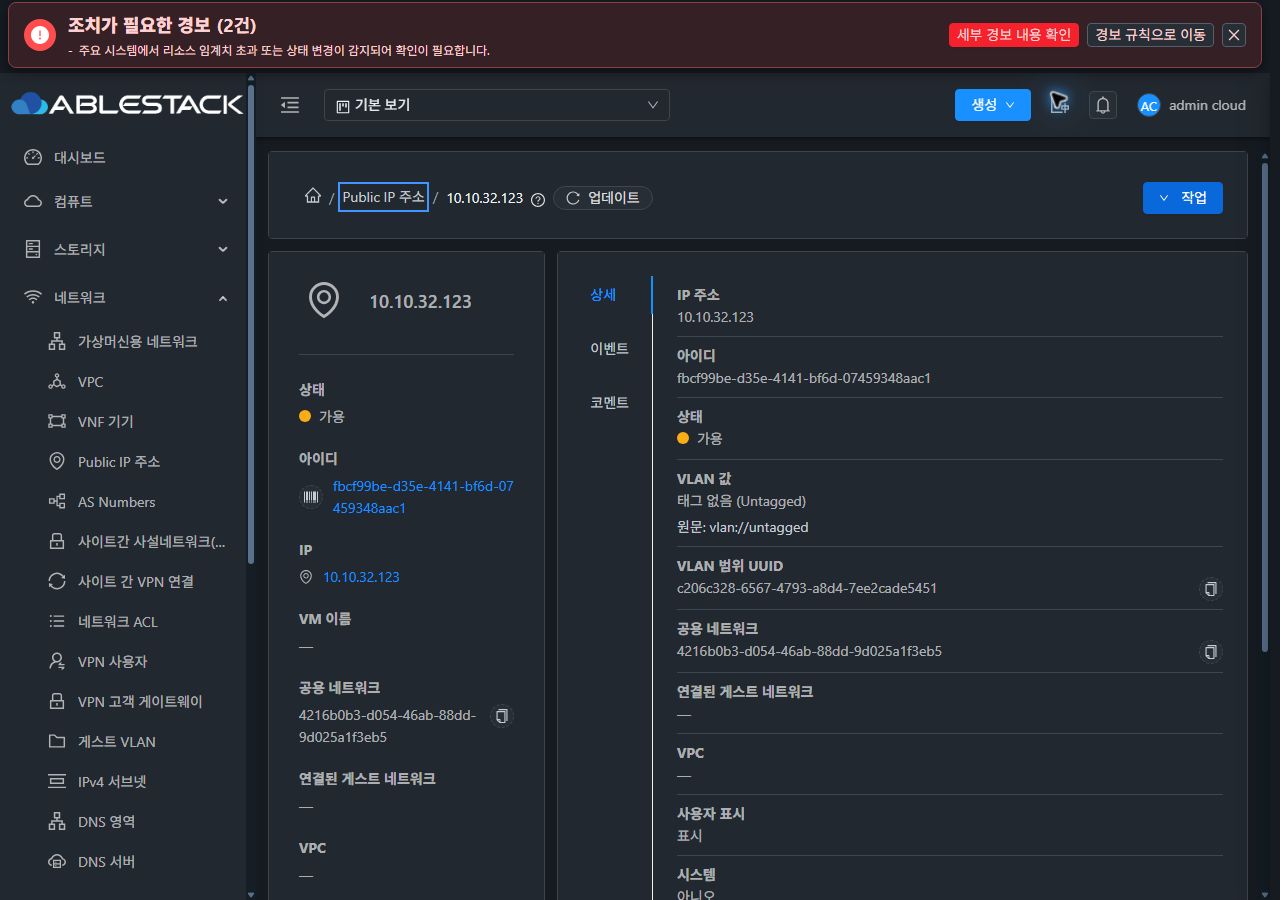 조치가 필요한 경보 (2건)
- 주요 시스템에서 리소스 임계치 초과 또는 상태 변경이 감지되어 확인이 필요합니다.
세부 경보 내용 확인
경보 규칙으로 이동
ABLESTACK
기본 보기
생성
AC
admin cloud
대시보드
컴퓨트
스토리지
네트워크
가상머신용 네트워크
VPC
VNF 기기
Public IP 주소
AS Numbers
사이트간 사설네트워크(...
사이트 간 VPN 연결
네트워크 ACL
VPN 사용자
VPN 고객 게이트웨이
게스트 VLAN
IPv4 서브넷
DNS 영역
DNS 서버
/ Public IP 주소 / 10.10.32.123
업데이트
작업
10.10.32.123
상태
가용
아이디
fbcf99be-d35e-4141-bf6d-07
459348aac1
IP
10.10.32.123
VM 이름
—
공용 네트워크
4216b0b3-d054-46ab-88dd-
9d025a1f3eb5
연결된 게스트 네트워크
—
VPC
—
상세
이벤트
코멘트
IP 주소
10.10.32.123
아이디
fbcf99be-d35e-4141-bf6d-07459348aac1
상태
가용
VLAN 값
태그 없음 (Untagged)
원문: vlan://untagged
VLAN 범위 UUID
c206c328-6567-4793-a8d4-7ee2cade5451
공용 네트워크
4216b0b3-d054-46ab-88dd-9d025a1f3eb5
연결된 게스트 네트워크
—
VPC
—
사용자 표시
표시
시스템
아니오